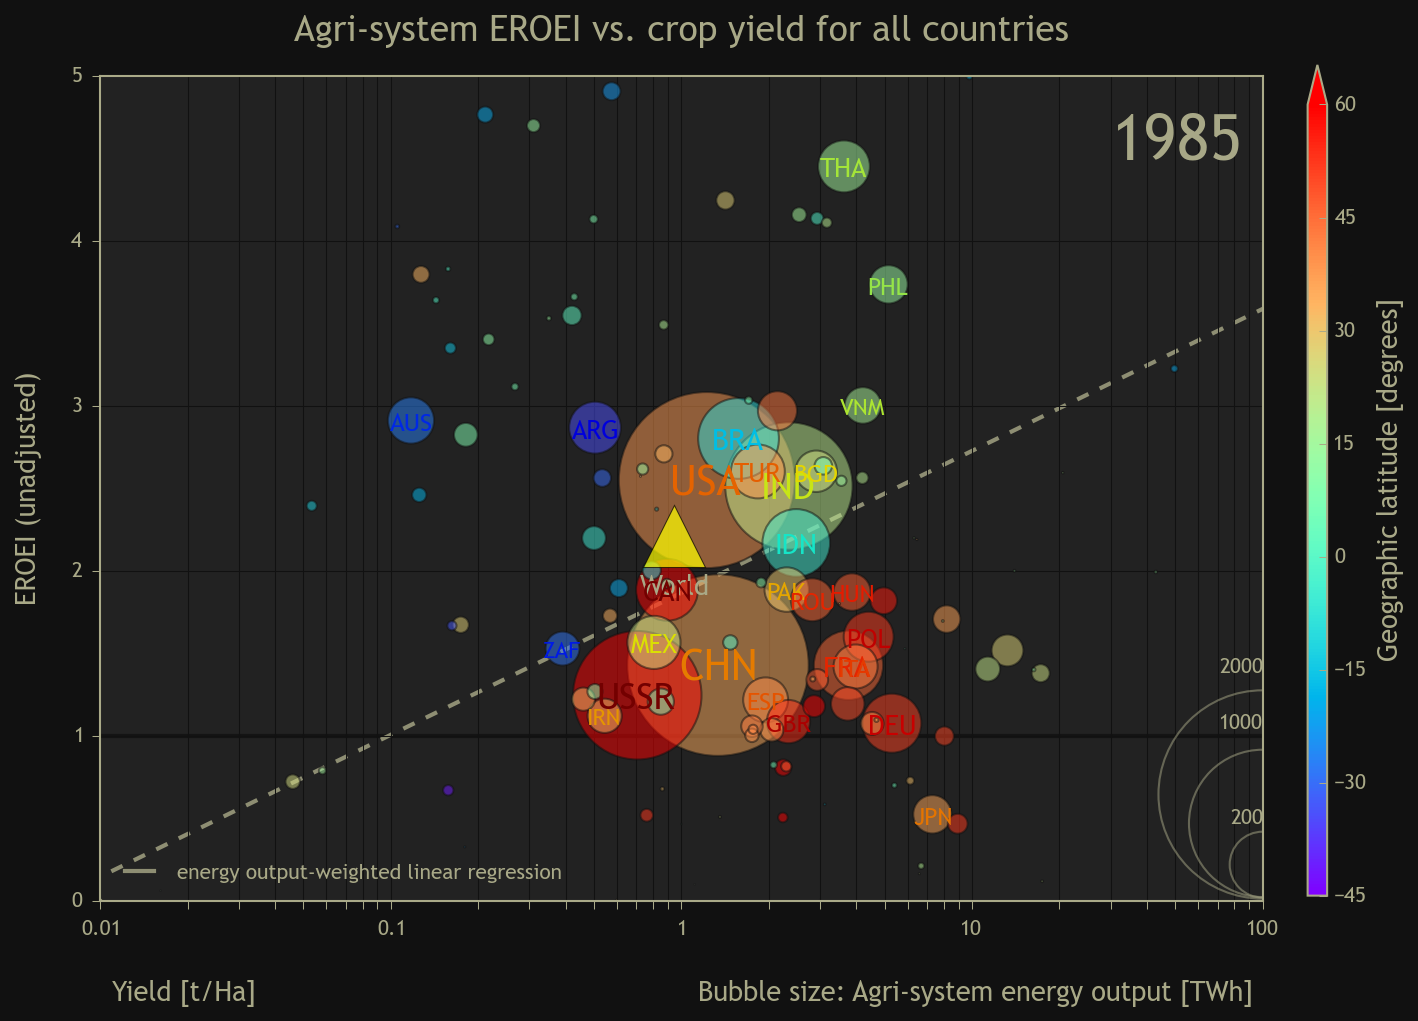 Agri-system EROEI vs. crop yield for all countries
1985
5
4
3
2
1
0
EROEI (unadjusted)
THA
PHL
VNM
AUS
ARG
BRA
USA
TUR
BGD
IND
IDN
World
CAN
PAK
ROU
HUN
ZAF
MEX
POL
CHN
FRA
USSR
ESP
IRN
GBR
DEU
JPN
2000
1000
200
energy output-weighted linear regression
0.01
0.1
1
10
100
Yield [t/Ha]
Bubble size: Agri-system energy output [TWh]
60
45
30
15
0
−15
−30
−45
Geographic latitude [degrees]